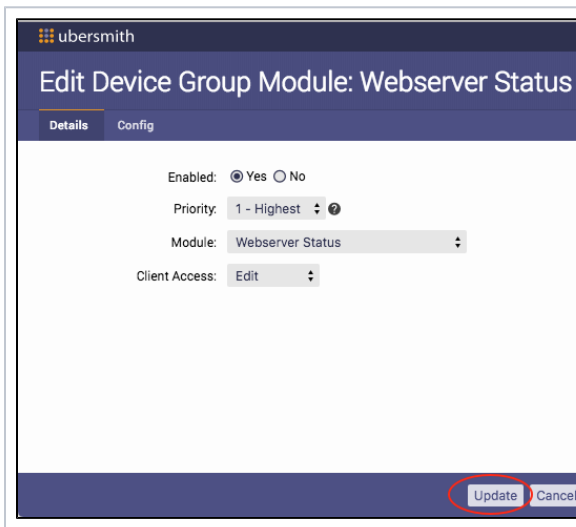 ubersmith
Edit Device Group Module: Webserver Status
Details Config
Enabled: Yes No
Priority: 1 - Highest ?
Module: Webserver Status
Client Access: Edit
Update Cancel